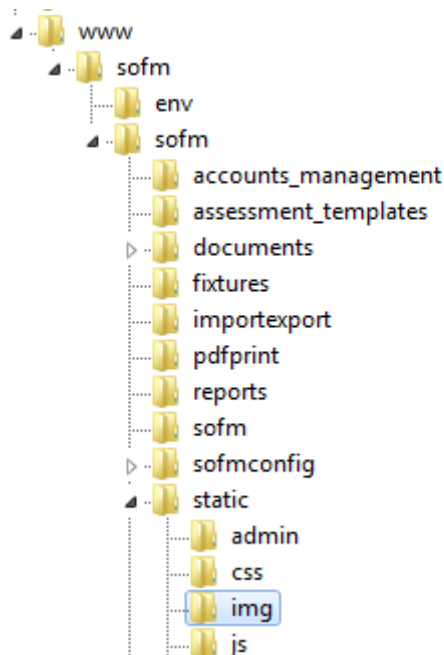 www
sofm
env
sofm
accounts_management
assessment_templates
documents
fixtures
importexport
pdfprint
reports
sofm
sofmconfig
static
admin
css
img
js